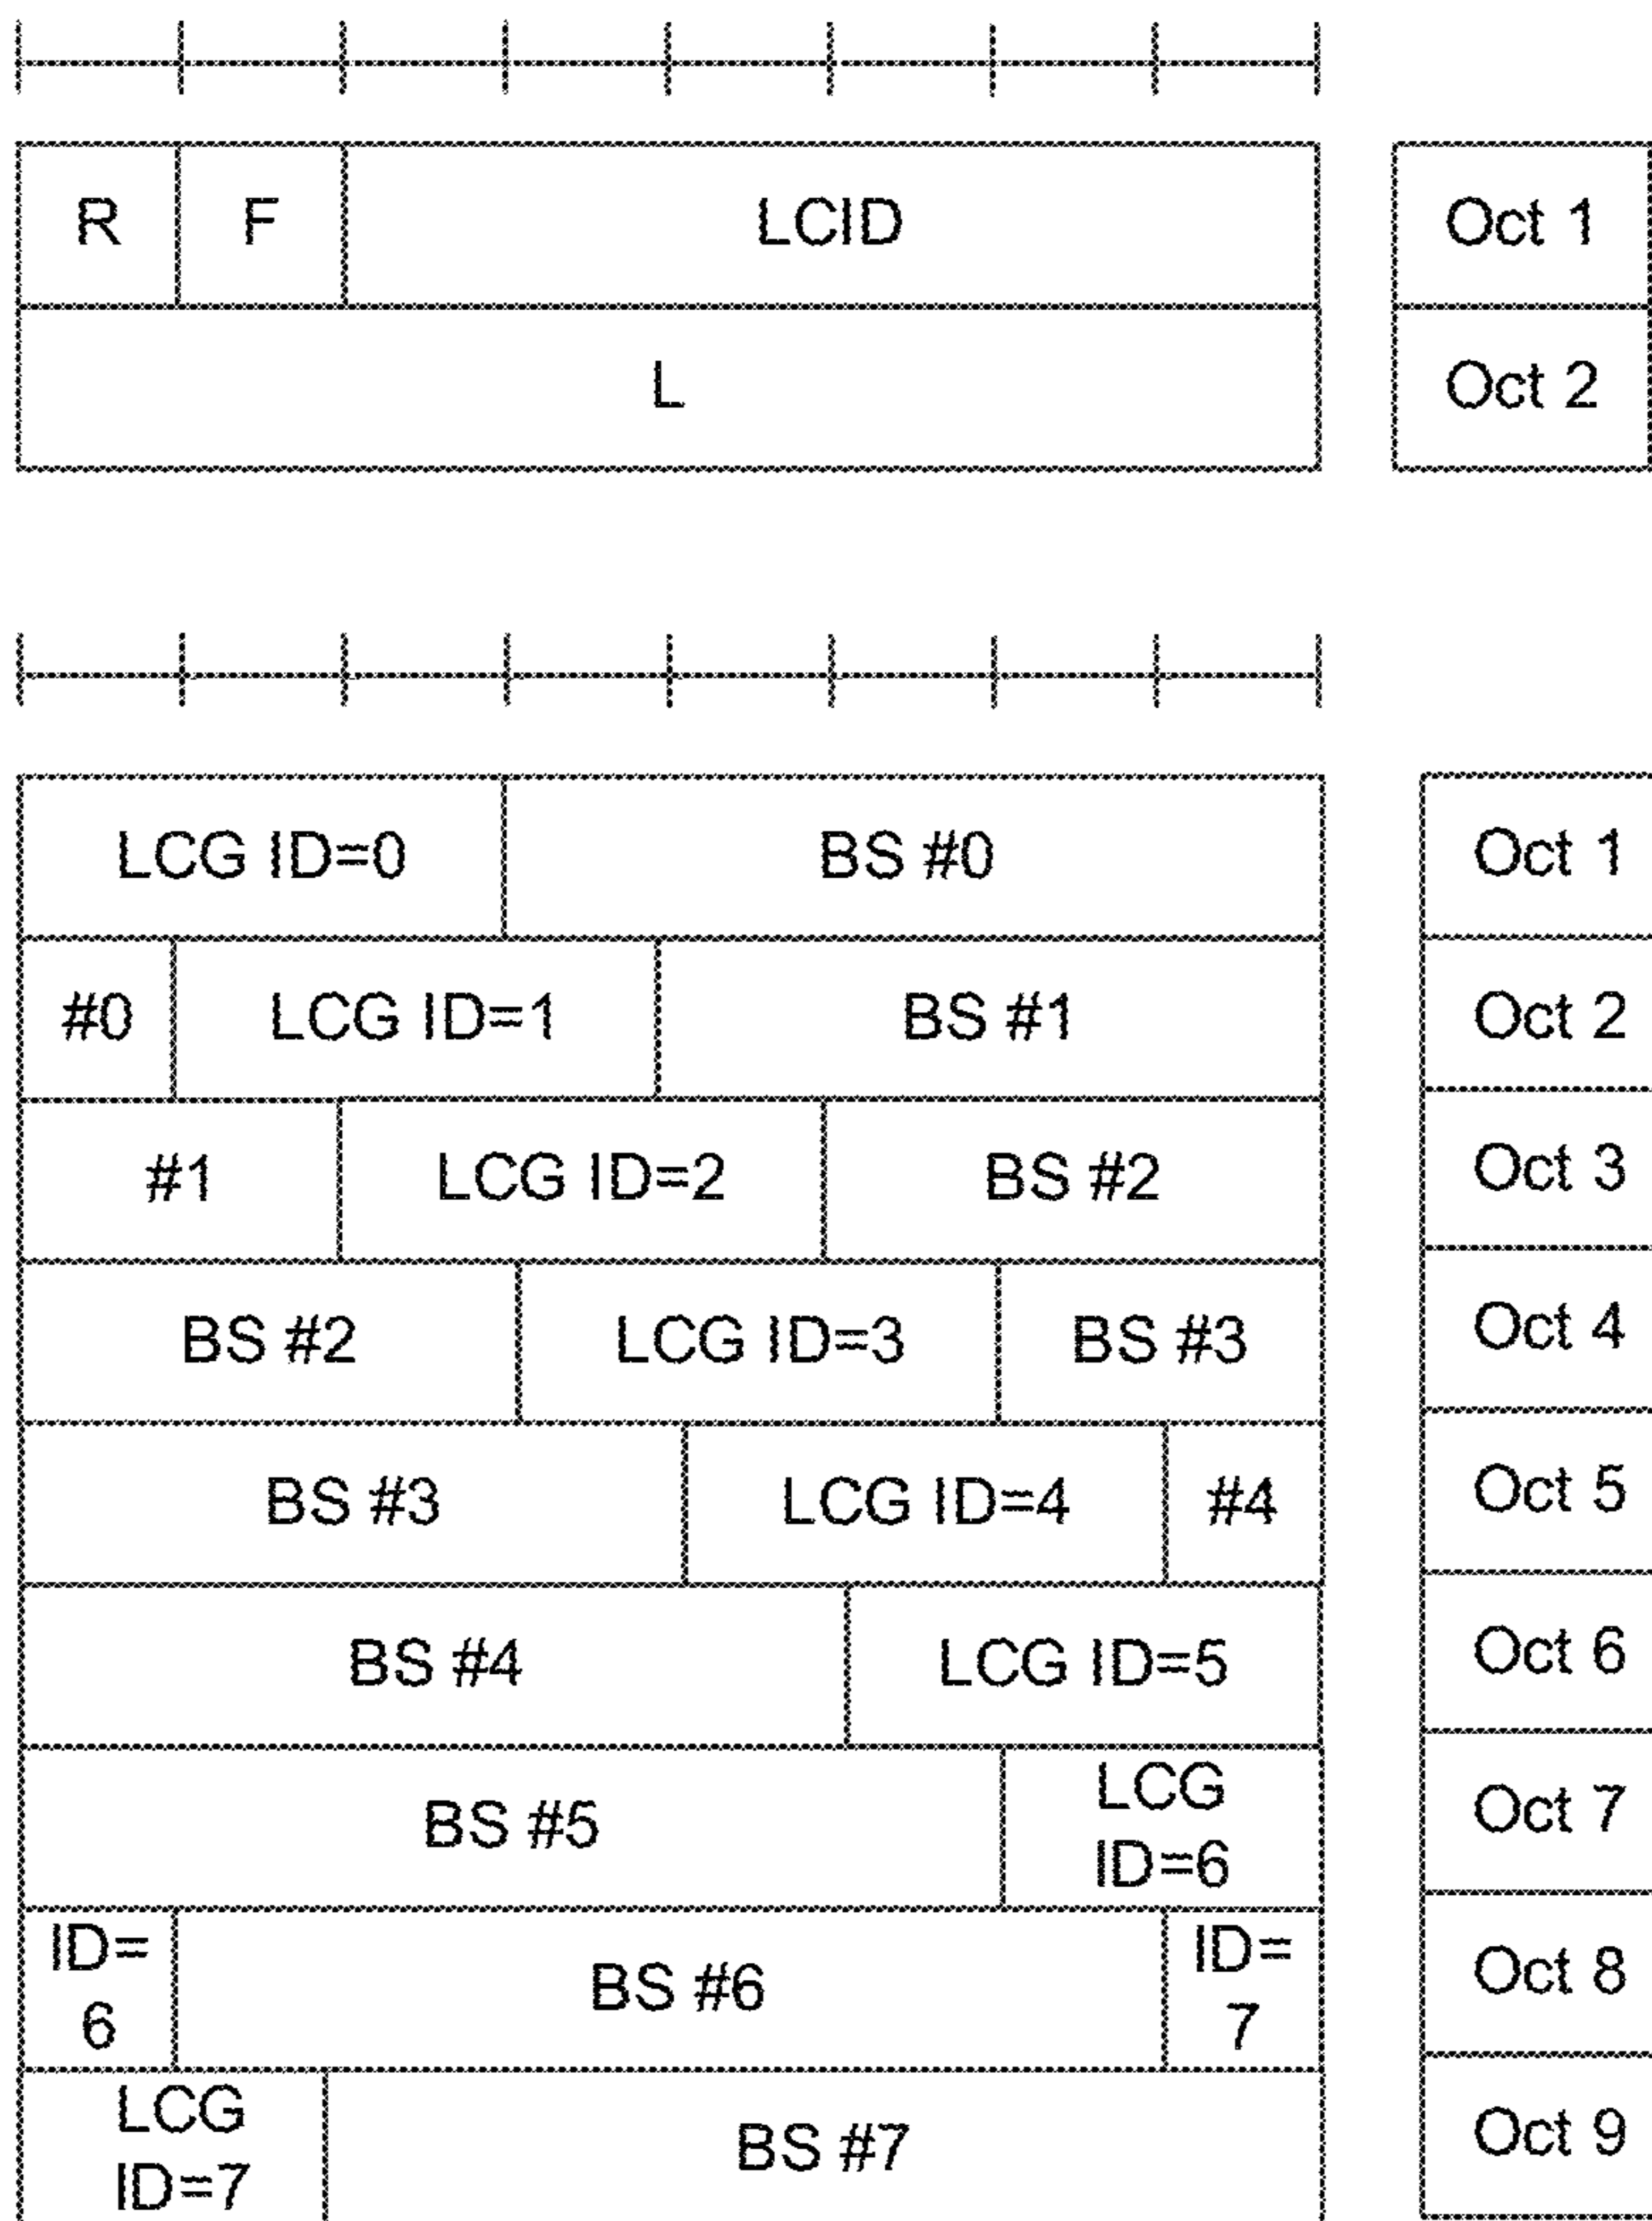 R F LCID Oct 1
L Oct 2
LCG ID=0 BS #0 Oct 1
#0 LCG ID=1 BS #1 Oct 2
#1 LCG ID=2 BS #2 Oct 3
BS #2 LCG ID=3 BS #3 Oct 4
BS #3 LCG ID=4 #4 Oct 5
BS #4 LCG ID=5 Oct 6
BS #5 LCG
ID=6 Oct 7
ID=
6 BS #6 ID=
7 Oct 8
LCG
ID=7 BS #7 Oct 9